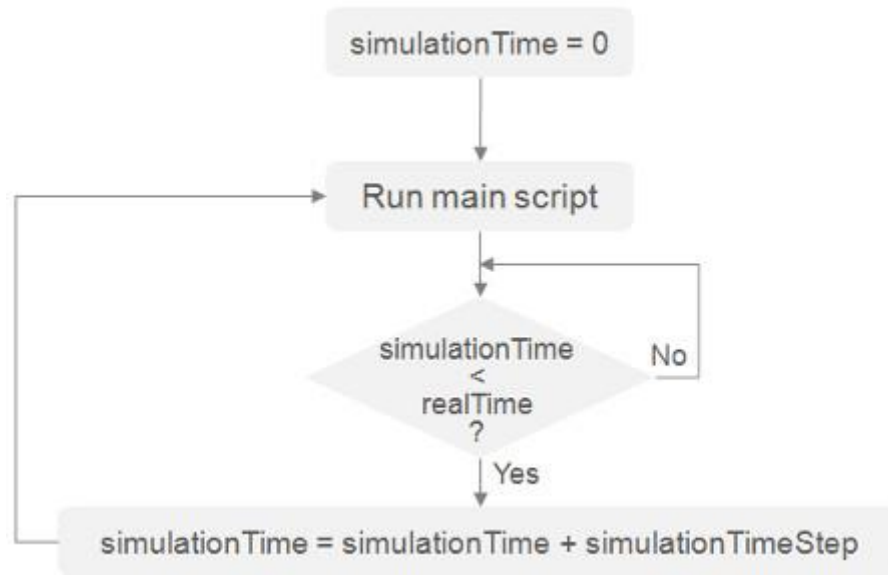 simulationTime = 0
Run main script
simulationTime
<
realTime
?
No
Yes
simulationTime = simulationTime + simulationTimeStep